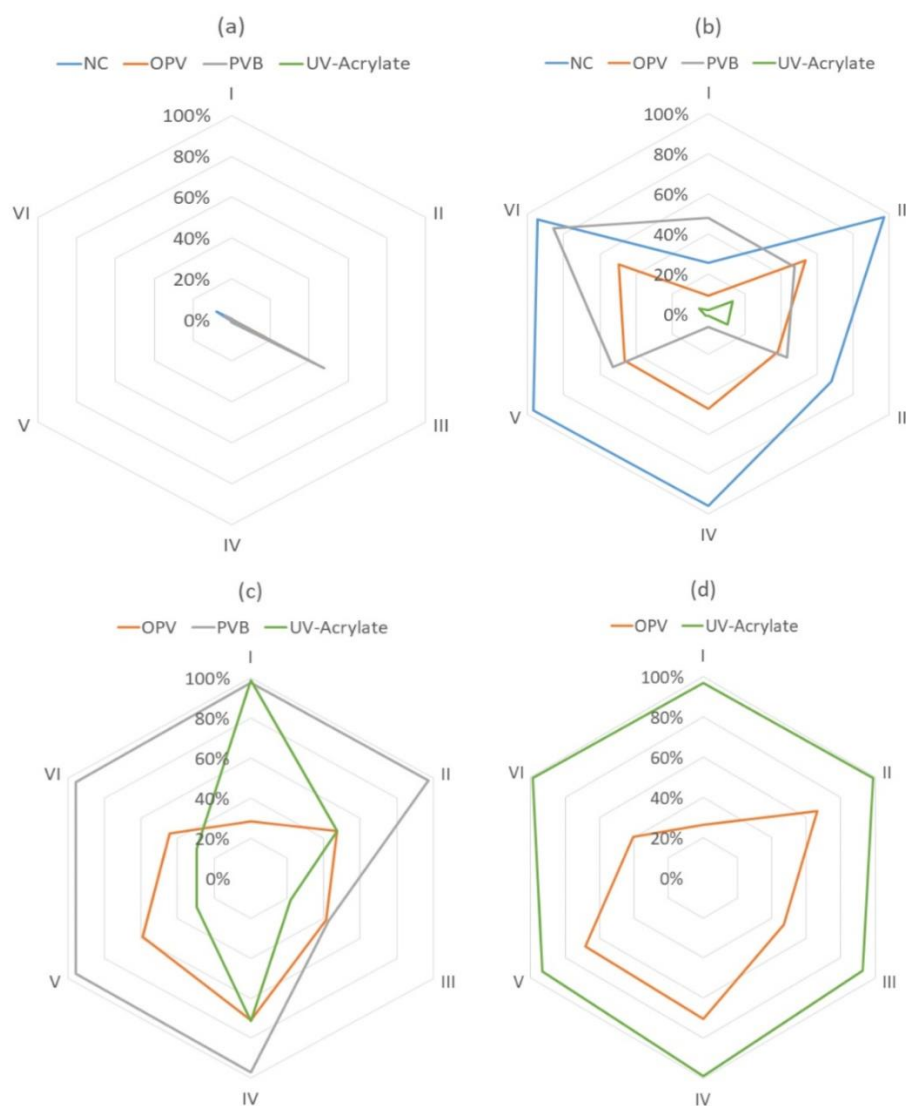 (a)
NC OPV PVB UV-Acrylate
I
100%
80%
60%
40%
20%
0%
VI
II
V
III
IV
(b)
NC OPV PVB UV-Acrylate
I
100%
80%
60%
40%
20%
0%
VI
II
V
II
IV
(c)
OPV PVB UV-Acrylate
I
100%
80%
60%
40%
20%
0%
VI
II
V
III
IV
(d)
OPV UV-Acrylate
I
100%
80%
60%
40%
20%
0%
VI
II
V
III
IV